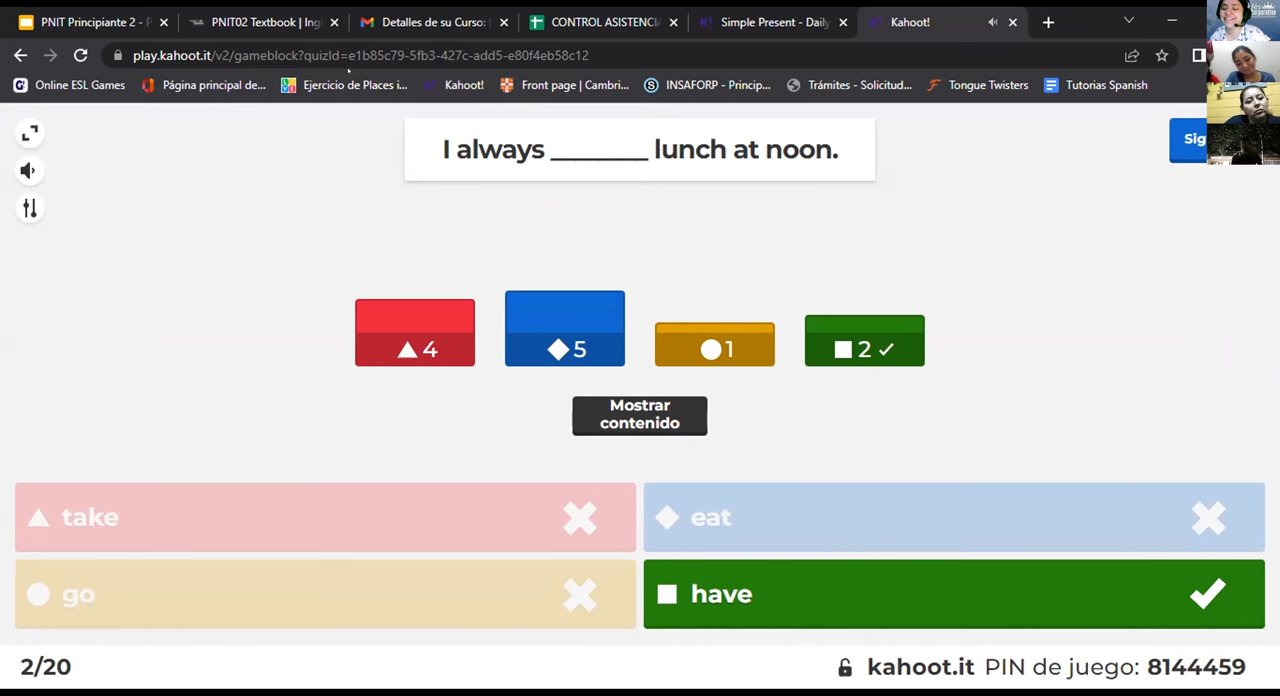 PNIT Principiante 2 - P
PNIT02 Textbook | Ing
Detalles de su Curso:
CONTROL ASISTENCIA
Simple Present - Daily
Kahoot!
play.kahoot.it/v2/gameblock?quizId=e1b85c79-5fb3-427c-add5-e80f4eb58c12
Online ESL Games
Página principal de...
Ejercicio de Places i...
Kahoot!
Front page | Cambri...
INSAFORP - Princip...
Trámites - Solicitud...
Tongue Twisters
Tutorias Spanish
I always _______ lunch at noon.
Sig
4
5
1
2
Mostrar
contenido
take
eat
go
have
2/20
kahoot.it PIN de juego: 8144459